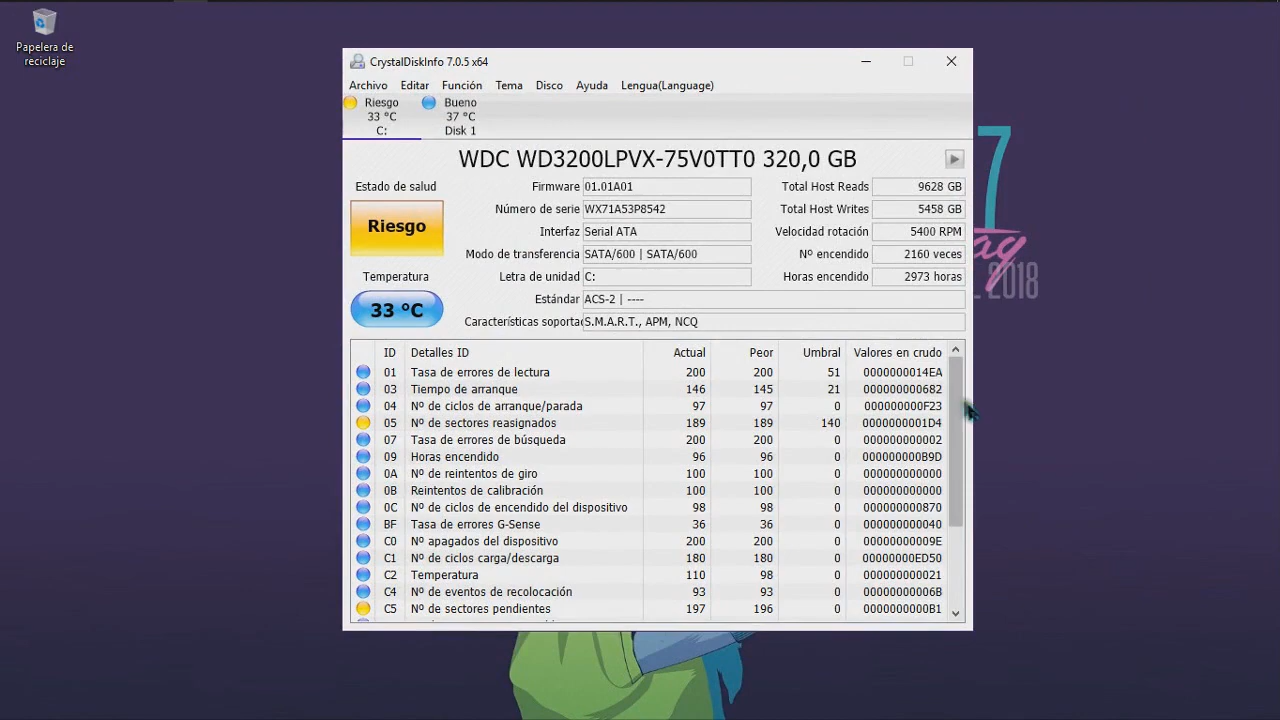 Papelera de
reciclaje
CrystalDiskInfo 7.0.5 x64
Archivo Editar Función Tema Disco Ayuda Lengua(Language)
Riesgo Bueno
33 °C 37 °C
C: Disk 1
WDC WD3200LPVX-75V0TT0 320,0 GB
Estado de salud
Riesgo
Temperatura
33 °C
Firmware 01.01A01 Total Host Reads 9628 GB
Número de serie WX71A53P8542 Total Host Writes 5458 GB
Interfaz Serial ATA Velocidad rotación 5400 RPM
Modo de transferencia SATA/600 | SATA/600 Nº encendido 2160 veces
Letra de unidad C: Horas encendido 2973 horas
Estándar ACS-2 | ----
Características soporta S.M.A.R.T., APM, NCQ
ID Detalles ID Actual Peor Umbral Valores en crudo
01 Tasa de errores de lectura 200 200 51 0000000014EA
03 Tiempo de arranque 146 145 21 000000000682
04 Nº de ciclos de arranque/parada 97 97 0 000000000F23
05 Nº de sectores reasignados 189 189 140 0000000001D4
07 Tasa de errores de búsqueda 200 200 0 000000000002
09 Horas encendido 96 96 0 000000000B9D
0A Nº de reintentos de giro 100 100 0 000000000000
0B Reintentos de calibración 100 100 0 000000000000
0C Nº de ciclos de encendido del dispositivo 98 98 0 000000000870
BF Tasa de errores G-Sense 36 36 0 000000000040
C0 Nº apagados del dispositivo 200 200 0 00000000009E
C1 Nº de ciclos carga/descarga 180 180 0 00000000ED50
C2 Temperatura 110 98 0 000000000021
C4 Nº de eventos de recolocación 93 93 0 00000000006B
C5 Nº de sectores pendientes 197 196 0 0000000000B1
7
2018